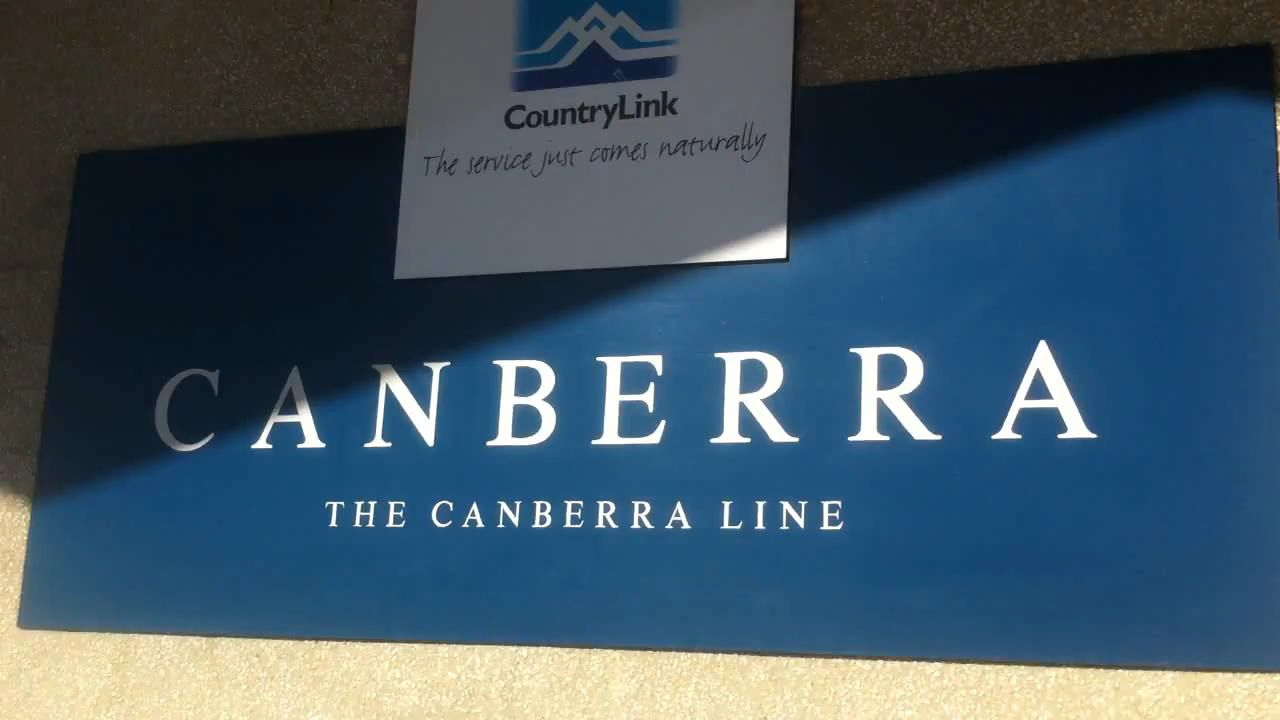 CountryLink
The service just comes naturally
CANBERRA
THE CANBERRA LINE